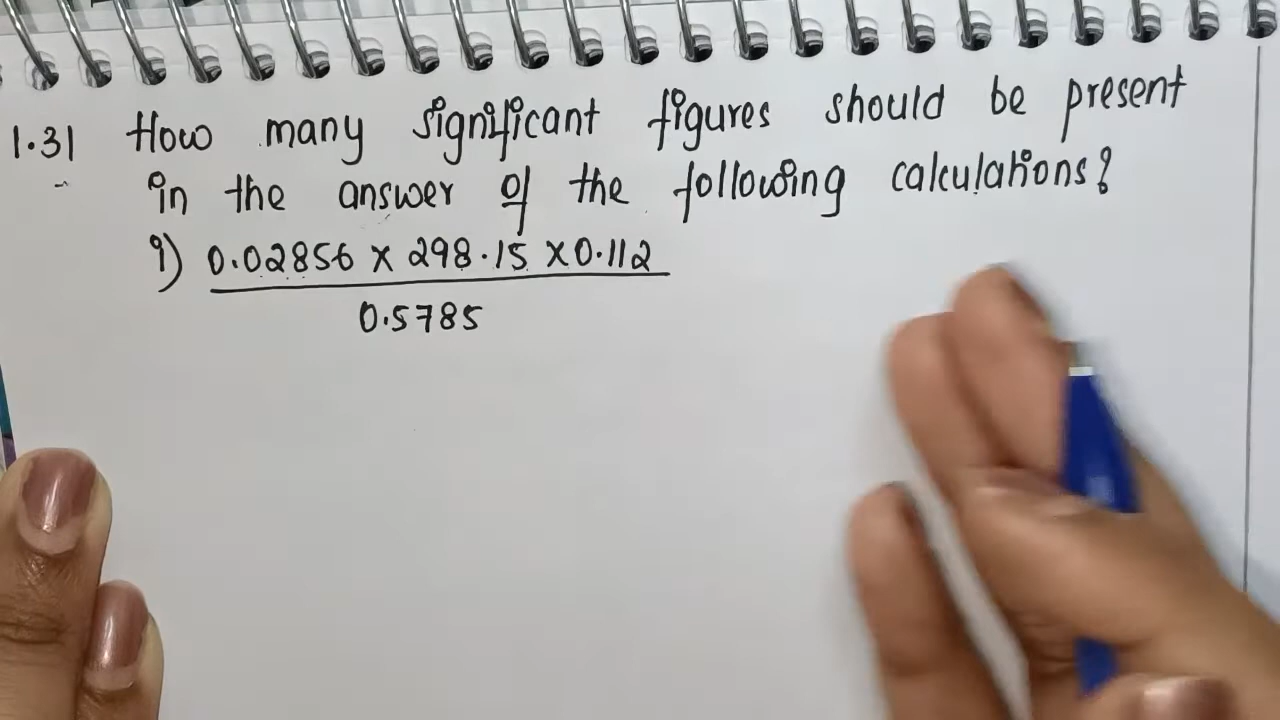 1.31 How many significant figures should be present
in the answer of the following calculations?
i) 0.02856 x 298.15 x 0.112
0.5785